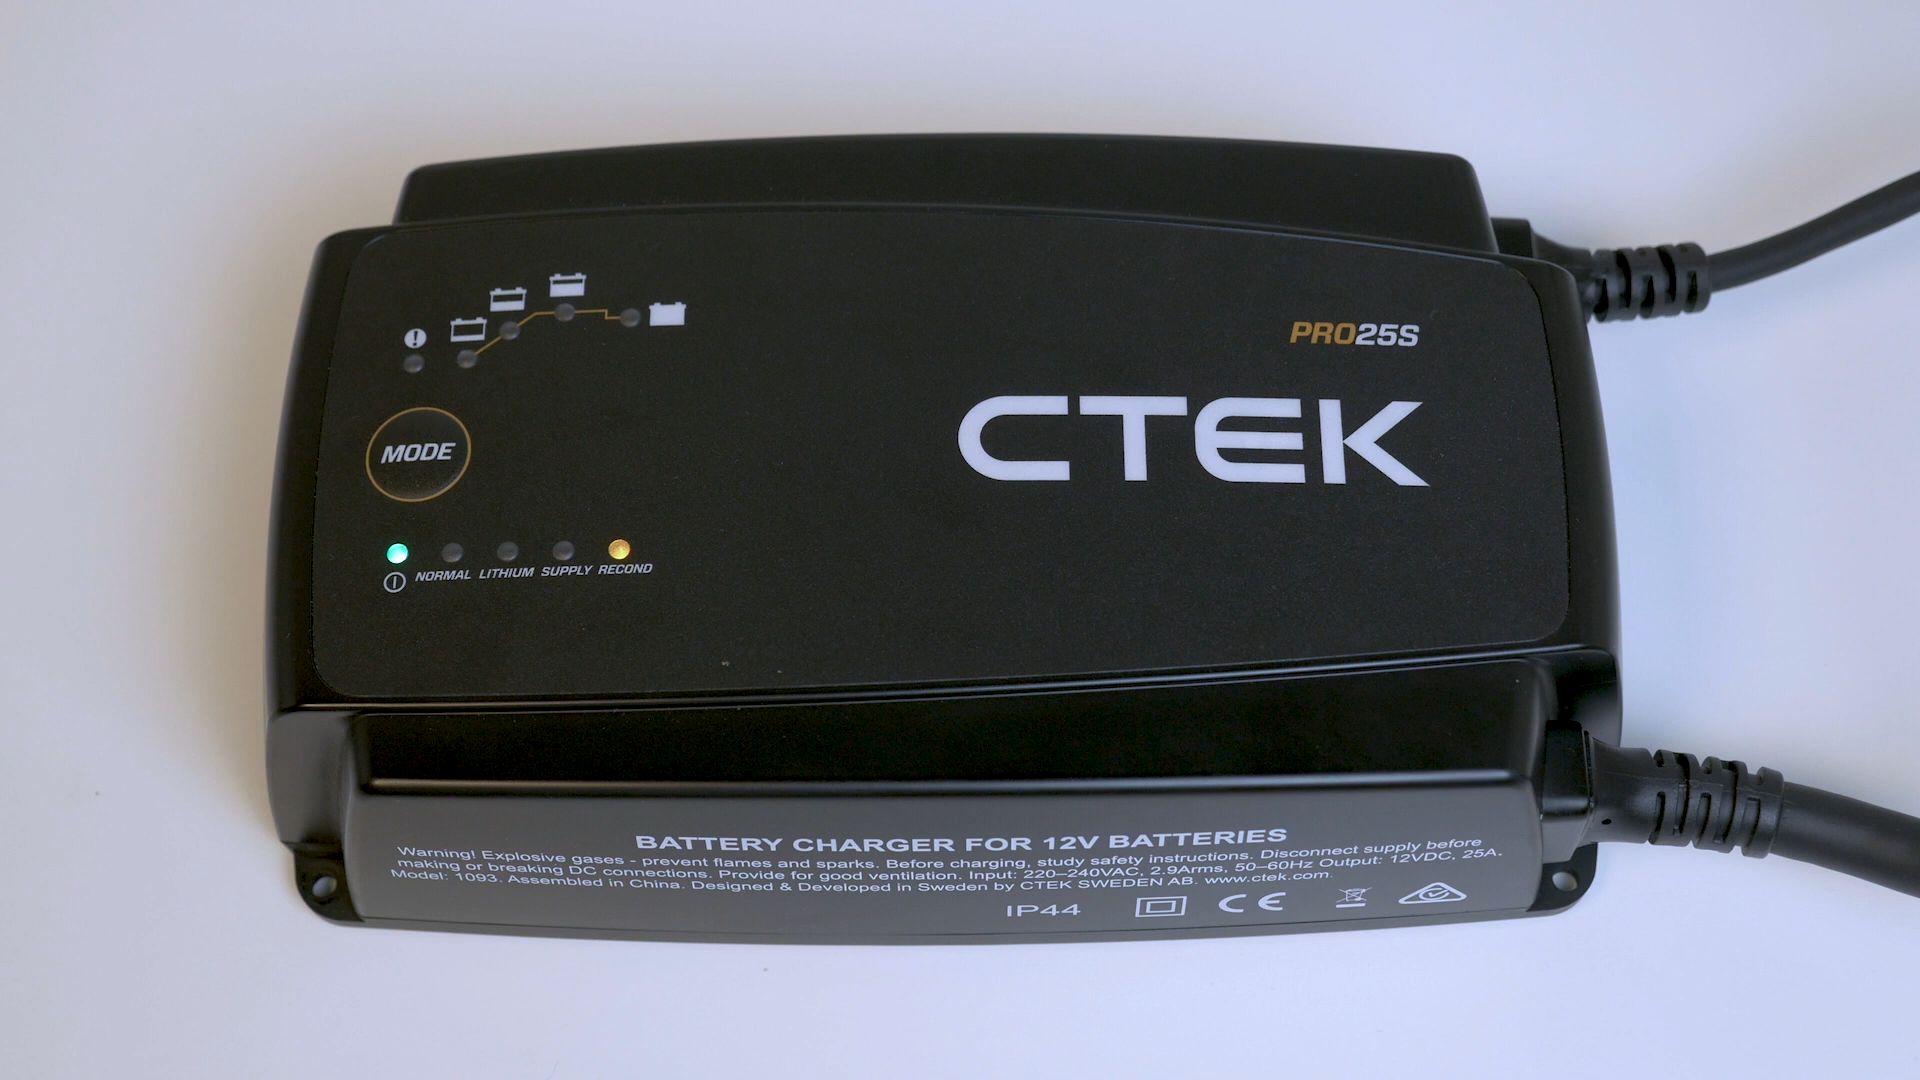 PRO25S
CTEK
MODE
NORMAL LITHIUM SUPPLY RECOND
BATTERY CHARGER FOR 12V BATTERIES
Warning! Explosive gases - prevent flames and sparks. Before charging, study safety instructions. Disconnect supply before
making or breaking DC connections. Provide for good ventilation. Input: 220–240VAC, 2.9Arms, 50–60Hz Output: 12VDC, 25A.
Model: 1093. Assembled in China. Designed & Developed in Sweden by CTEK SWEDEN AB. www.ctek.com
IP44 CE